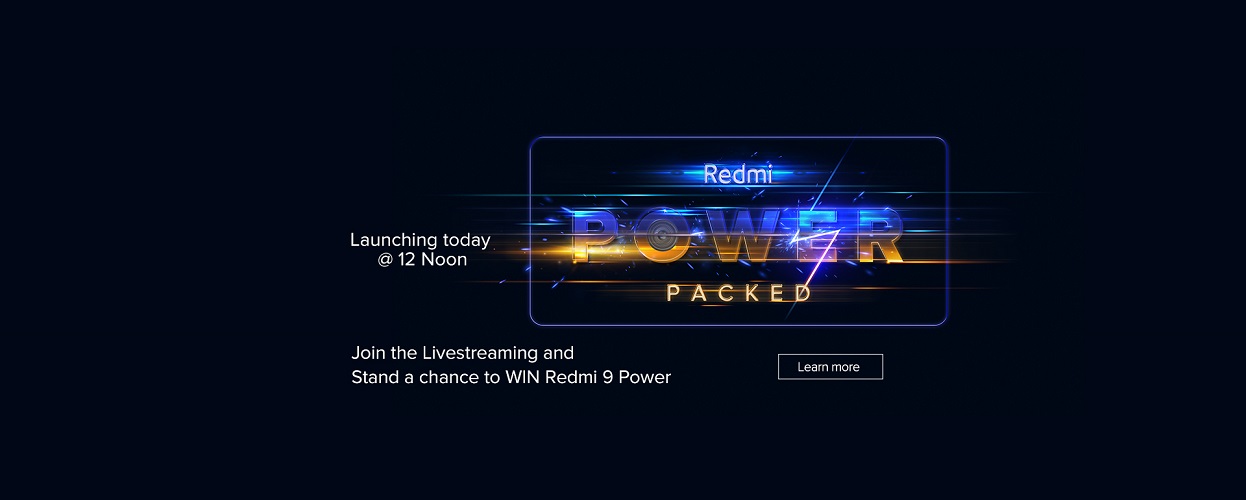 Redmi
POWER
PACKED
Launching today
@ 12 Noon
Join the Livestreaming and
Stand a chance to WIN Redmi 9 Power
Learn more